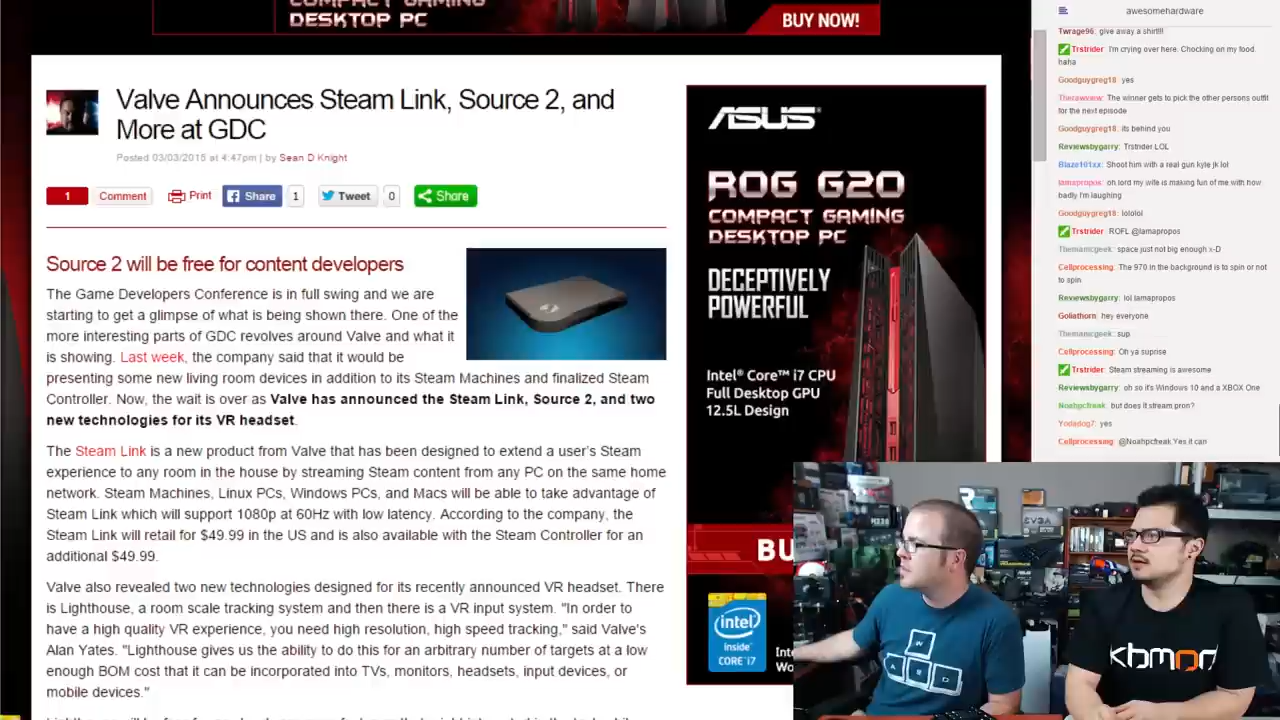 COMPACT GAMING
DESKTOP PC
BUY NOW!
Valve Announces Steam Link, Source 2, and
More at GDC
Posted 03/03/2015 at 4:47pm | by Sean D Knight
1
Comment
Print
Share
1
Tweet
0
Share
Source 2 will be free for content developers
The Game Developers Conference is in full swing and we are
starting to get a glimpse of what is being shown there. One of the
more interesting parts of GDC revolves around Valve and what it
is showing. Last week, the company said that it would be
presenting some new living room devices in addition to its Steam Machines and finalized Steam
Controller. Now, the wait is over as Valve has announced the Steam Link, Source 2, and two
new technologies for its VR headset.
The Steam Link is a new product from Valve that has been designed to extend a user's Steam
experience to any room in the house by streaming Steam content from any PC on the same home
network. Steam Machines, Linux PCs, Windows PCs, and Macs will be able to take advantage of
Steam Link which will support 1080p at 60Hz with low latency. According to the company, the
Steam Link will retail for $49.99 in the US and is also available with the Steam Controller for an
additional $49.99.
Valve also revealed two new technologies designed for its recently announced VR headset. There
is Lighthouse, a room scale tracking system and then there is a VR input system. "In order to
have a high quality VR experience, you need high resolution, high speed tracking," said Valve's
Alan Yates. "Lighthouse gives us the ability to do this for an arbitrary number of targets at a low
enough BOM cost that it can be incorporated into TVs, monitors, headsets, input devices, or
mobile devices."
ASUS
ROG G20
COMPACT GAMING
DESKTOP PC
DECEPTIVELY
POWERFUL
Intel® Core™ i7 CPU
Full Desktop GPU
12.5L Design
BU
intel
inside
CORE i7
Inte
Wo
awesomehardware
Twrage96: give away a shirt!!!
Trstrider I'm crying over here. Chocking on my food.
haha
Goodguygreg18: yes
Therawview: The winner gets to pick the other persons outfit
for the next episode
Goodguygreg18: its behind you
Reviewsbygarry: Trstrider LOL
Blaze161xx: Shoot him with a real gun kyle jk lol
Iamapropos: oh lord my wife is making fun of me with how
badly I'm laughing
Goodguygreg18: lololol
Trstrider: ROFL @Iamapropos
Themamcgeek: space just not big enough x-D
Cellprocessing: The 970 in the background is to spin or not
to spin
Reviewsbygarry: lol Iamapropos
Goliathorn: hey everyone
Themamcgeek: sup
Cellprocessing: Oh ya suprise
Trstrider: Steam streaming is awesome
Reviewsbygarry: oh so it's Windows 10 and a XBOX One
Noahpcfreak: but does it stream pron?
Yodadog7: yes
Cellprocessing: @Noahpcfreak Yes it can
EVGA
W
A S D
kbmod